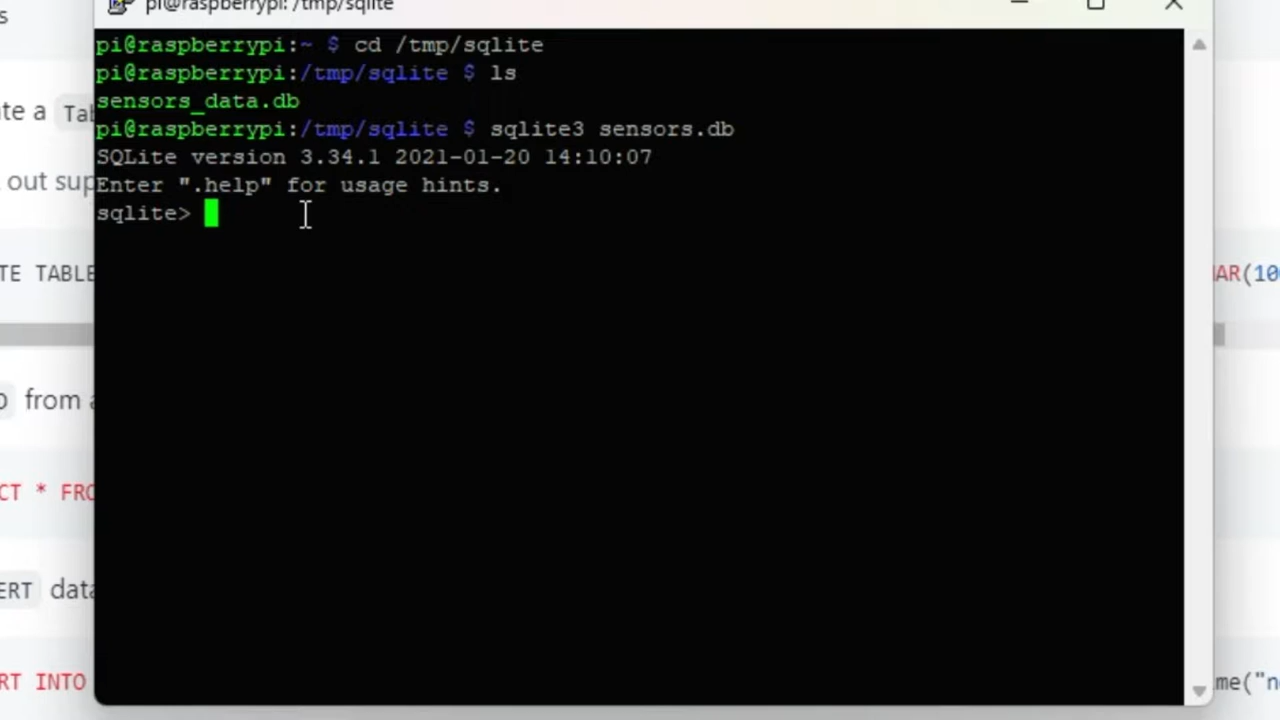 s
pi@raspberrypi: /tmp/sqlite
pi@raspberrypi:~ $ cd /tmp/sqlite
pi@raspberrypi:/tmp/sqlite $ ls
sensors_data.db
te a Tab
pi@raspberrypi:/tmp/sqlite $ sqlite3 sensors.db
SQLite version 3.34.1 2021-01-20 14:10:07
out sup
Enter ".help" for usage hints.
sqlite>
TE TABLE
AR(10
from a
CT * FRO
ERT data
RT INTO
me("n